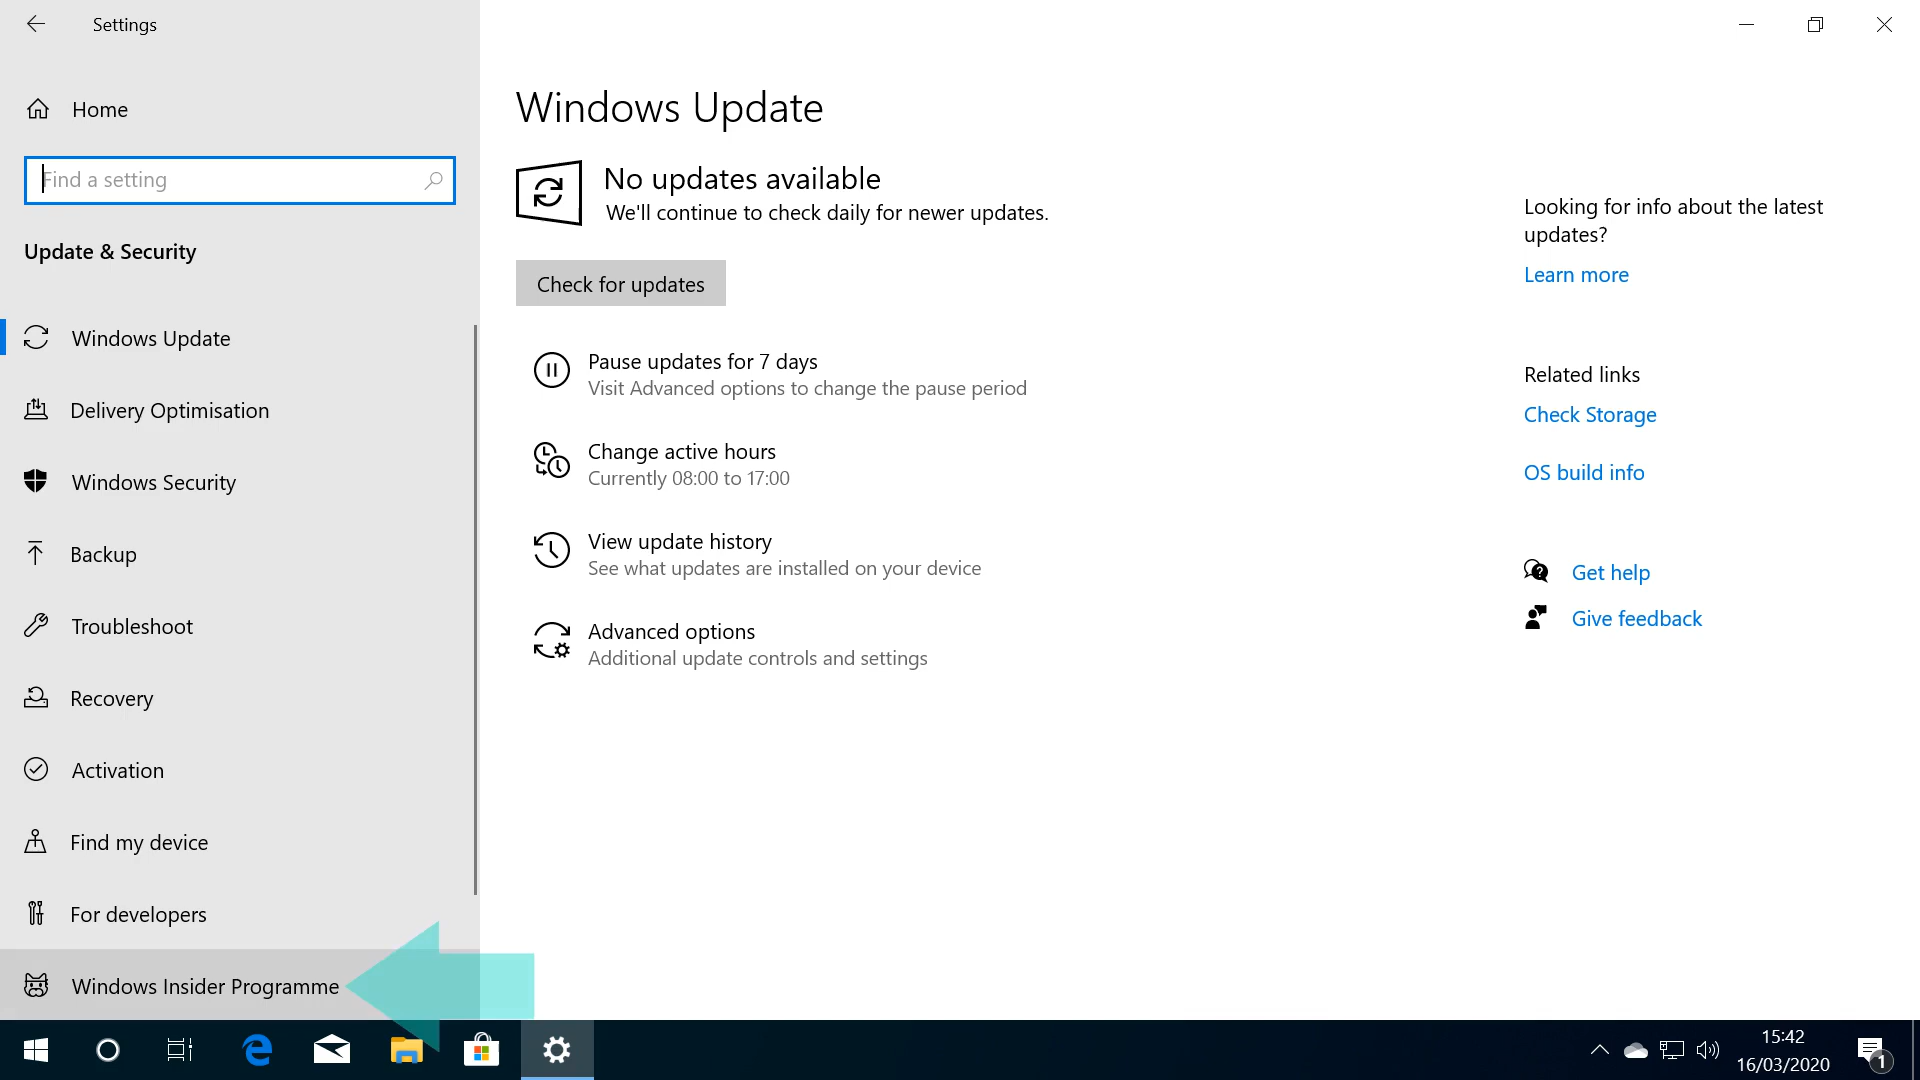 Settings
Home
Find a setting
Update & Security
Windows Update
Delivery Optimisation
Windows Security
Backup
Troubleshoot
Recovery
Activation
Find my device
For developers
Windows Insider Programme
Windows Update
No updates available
We'll continue to check daily for newer updates.
Check for updates
Pause updates for 7 days
Visit Advanced options to change the pause period
Change active hours
Currently 08:00 to 17:00
View update history
See what updates are installed on your device
Advanced options
Additional update controls and settings
Looking for info about the latest
updates?
Learn more
Related links
Check Storage
OS build info
Get help
Give feedback
15:42
16/03/2020
1